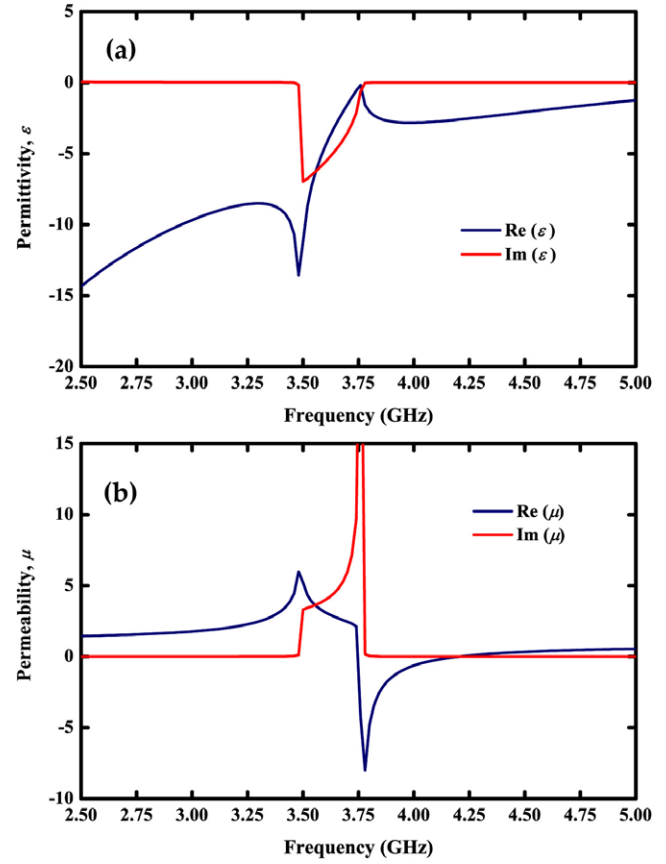 (a)
Permittivity, ε
5
0
-5
-10
-15
-20
Re (ε)
Im (ε)
2.50 2.75 3.00 3.25 3.50 3.75 4.00 4.25 4.50 4.75 5.00
Frequency (GHz)
(b)
Permeability, μ
15
10
5
0
-5
-10
Re (μ)
Im (μ)
2.50 2.75 3.00 3.25 3.50 3.75 4.00 4.25 4.50 4.75 5.00
Frequency (GHz)